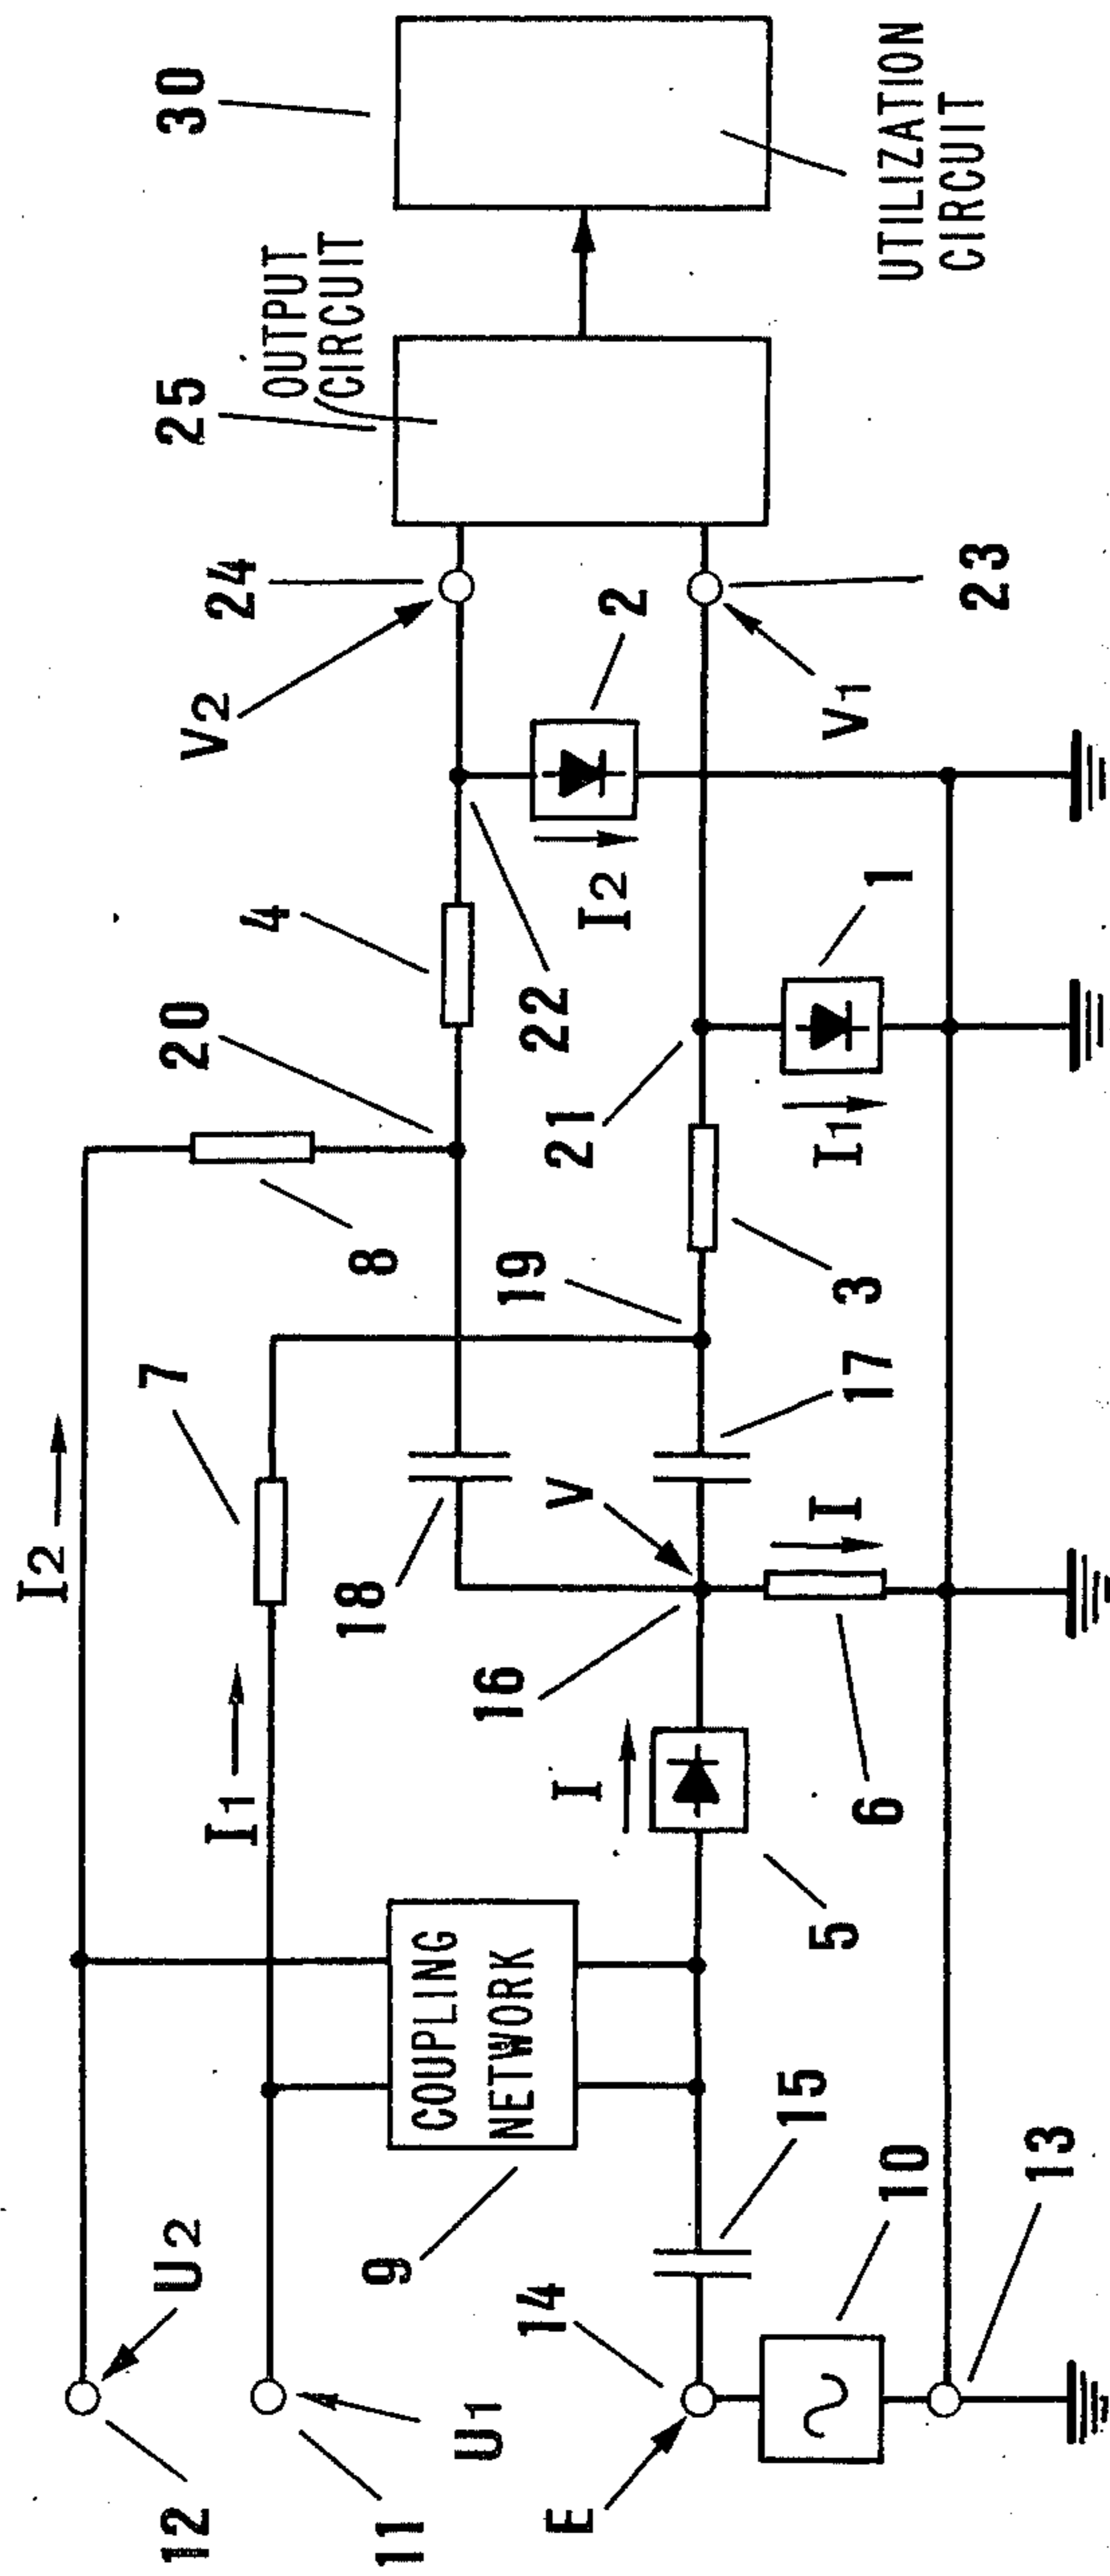 12
U2
I2
20
4
V2
24
25
OUTPUT
CIRCUIT
30
11
U1
I1
7
8
9
COUPLING
NETWORK
18
V
19
22
I2
2
E
14
15
I
16
17
21
3
I1
1
V1
23
UTILIZATION
CIRCUIT
10
5
6
I
13